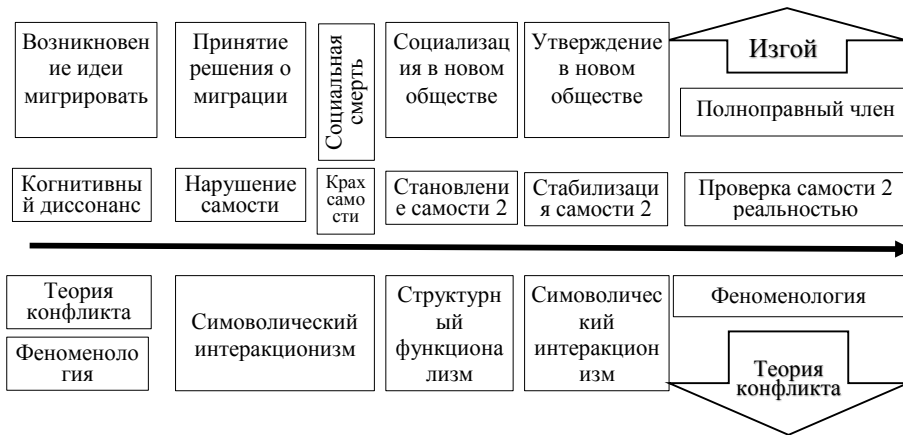 Возникновен
ие идеи
мигрировать
Принятие
решения о
миграции
Социальная
смерть
Социализац
ия в новом
обществе
Утверждение
в новом
обществе
Изгой
Полноправный член
Когнитивны
й диссонанс
Нарушение
самости
Крах
само
сти
Становлени
е самости 2
Стабилизаци
я самости 2
Проверка самости 2
реальностью
Теория
конфликта
Феноменоло
гия
Симоволический
интеракционизм
Структурн
ый
функциона
лизм
Симоволичес
кий
интеракцион
изм
Феноменология
Теория
конфликта